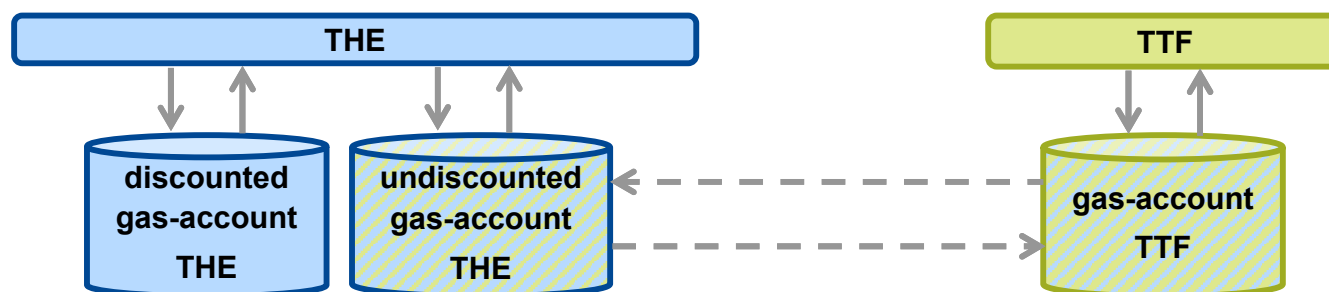 THE
TTF
discounted
gas-account
THE
undiscounted
gas-account
THE
gas-account
TTF